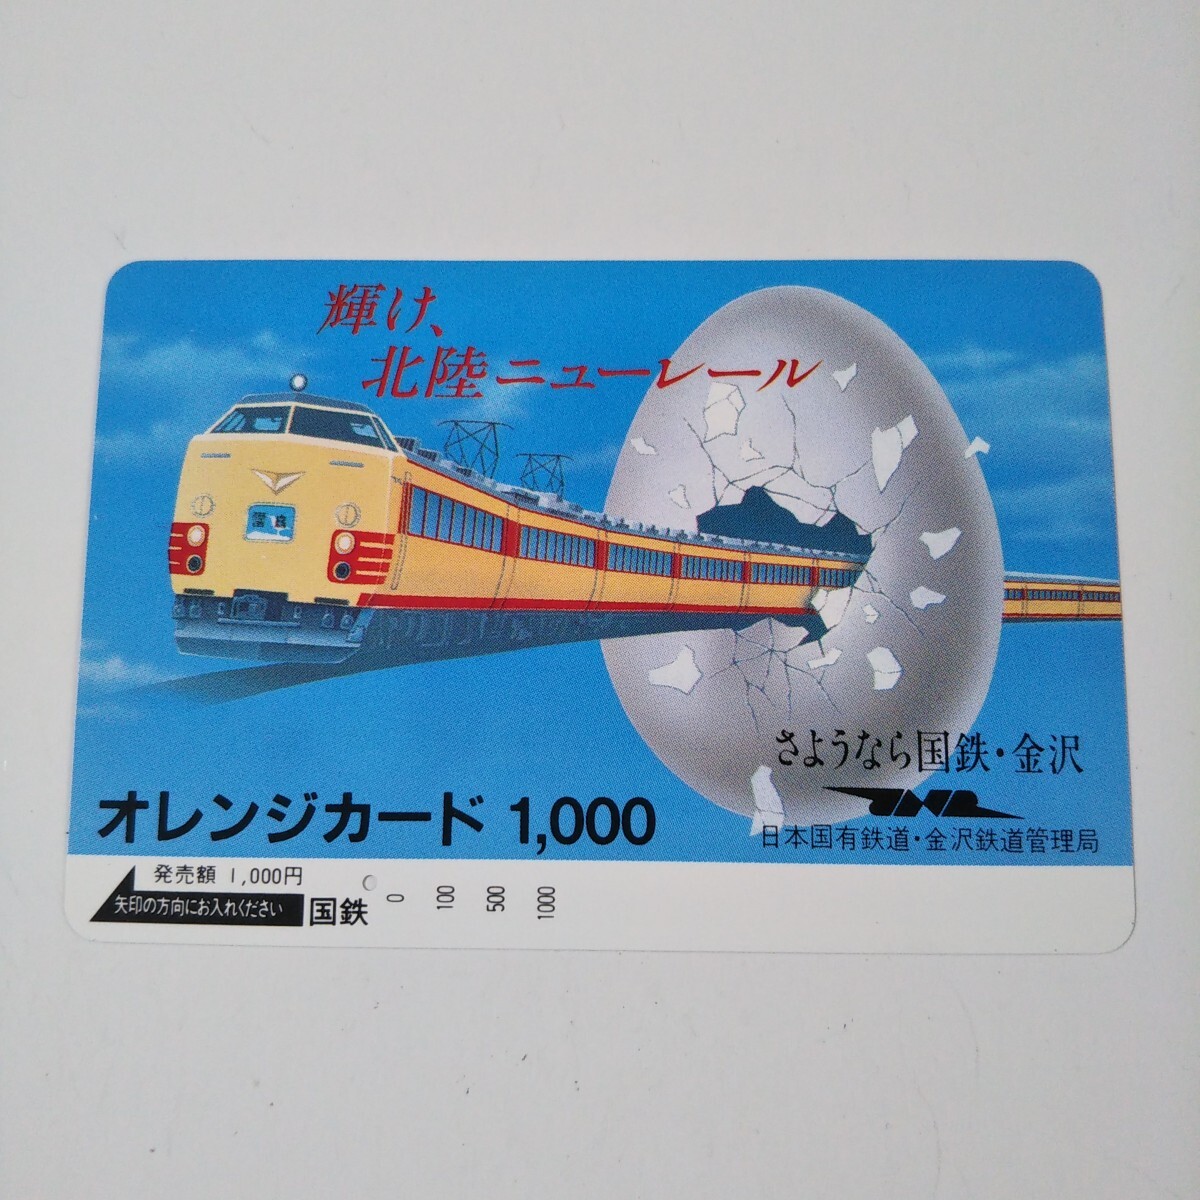 輝け、
北陸ニューレール
さようなら国鉄・金沢
JNR
日本国有鉄道・金沢鉄道管理局
オレンジカード 1,000
発売額 1,000円
矢印の方向にお入れください
国鉄
0 100 500 1000